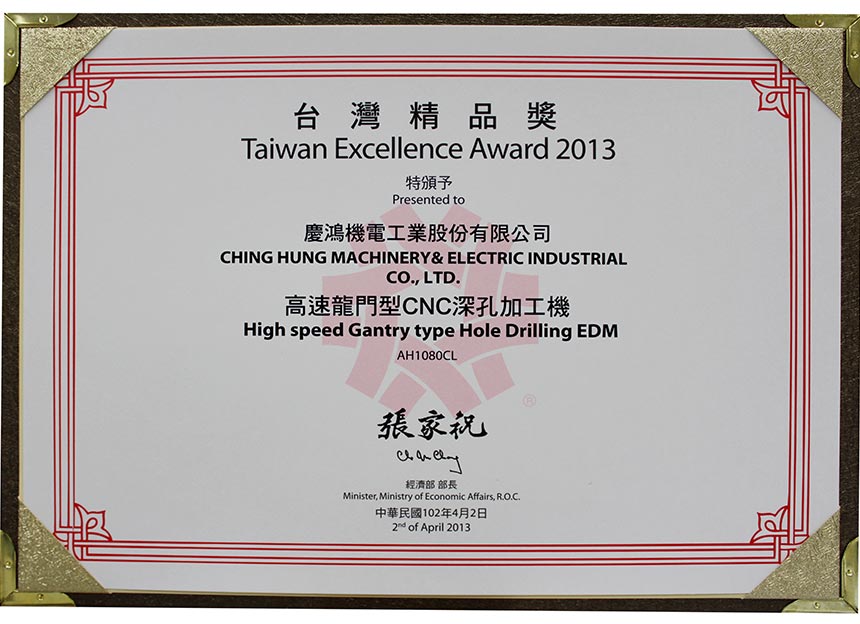 台灣精品獎
Taiwan Excellence Award 2013
特頒予
Presented to
慶鴻機電工業股份有限公司
CHING HUNG MACHINERY& ELECTRIC INDUSTRIAL
CO., LTD.
高速龍門型CNC深孔加工機
High speed Gantry type Hole Drilling EDM
AH1080CL
®
張家祝
經濟部 部長
Minister, Ministry of Economic Affairs, R.O.C.
中華民國102年4月2日
2nd of April 2013